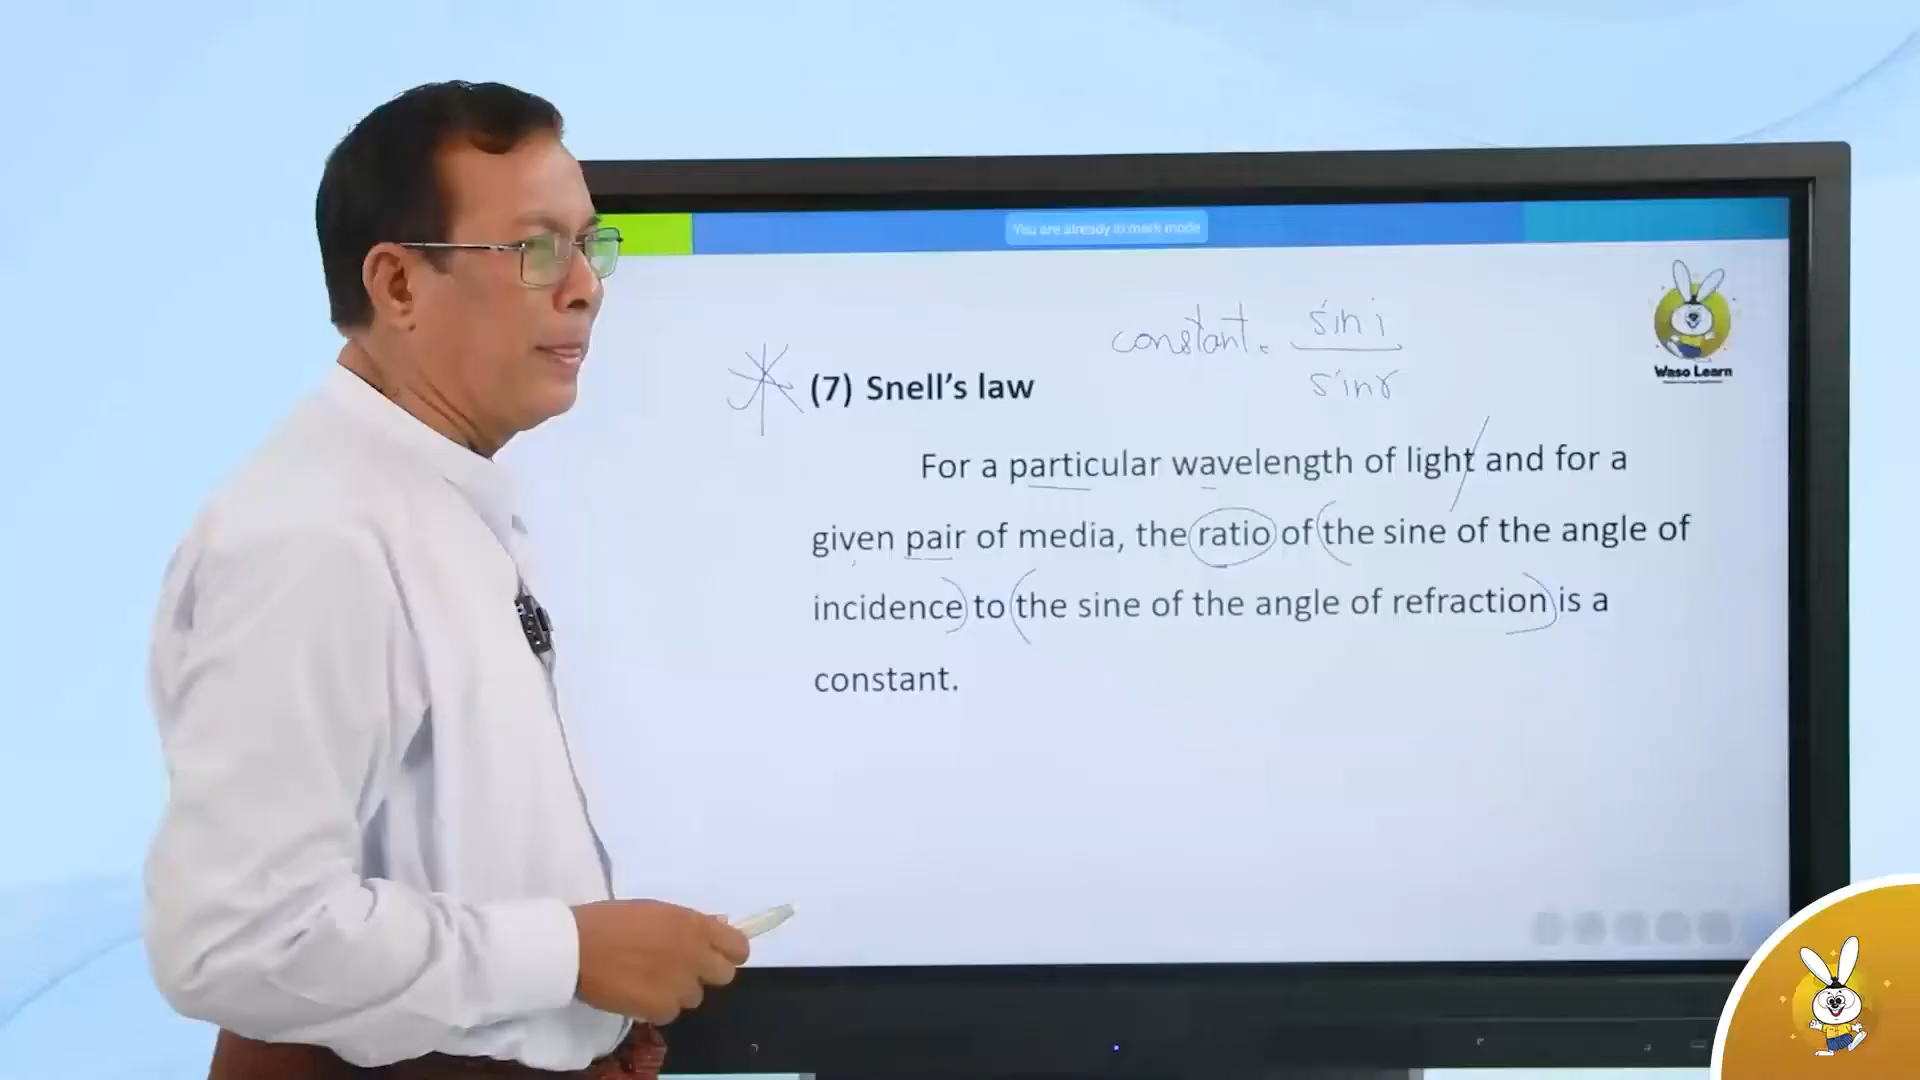 You are already in mark mode
constant = sin i
sin r
Waso Learn
(7) Snell's law
For a particular wavelength of light and for a
given pair of media, the ratio of the sine of the angle of
incidence to the sine of the angle of refraction is a
constant.